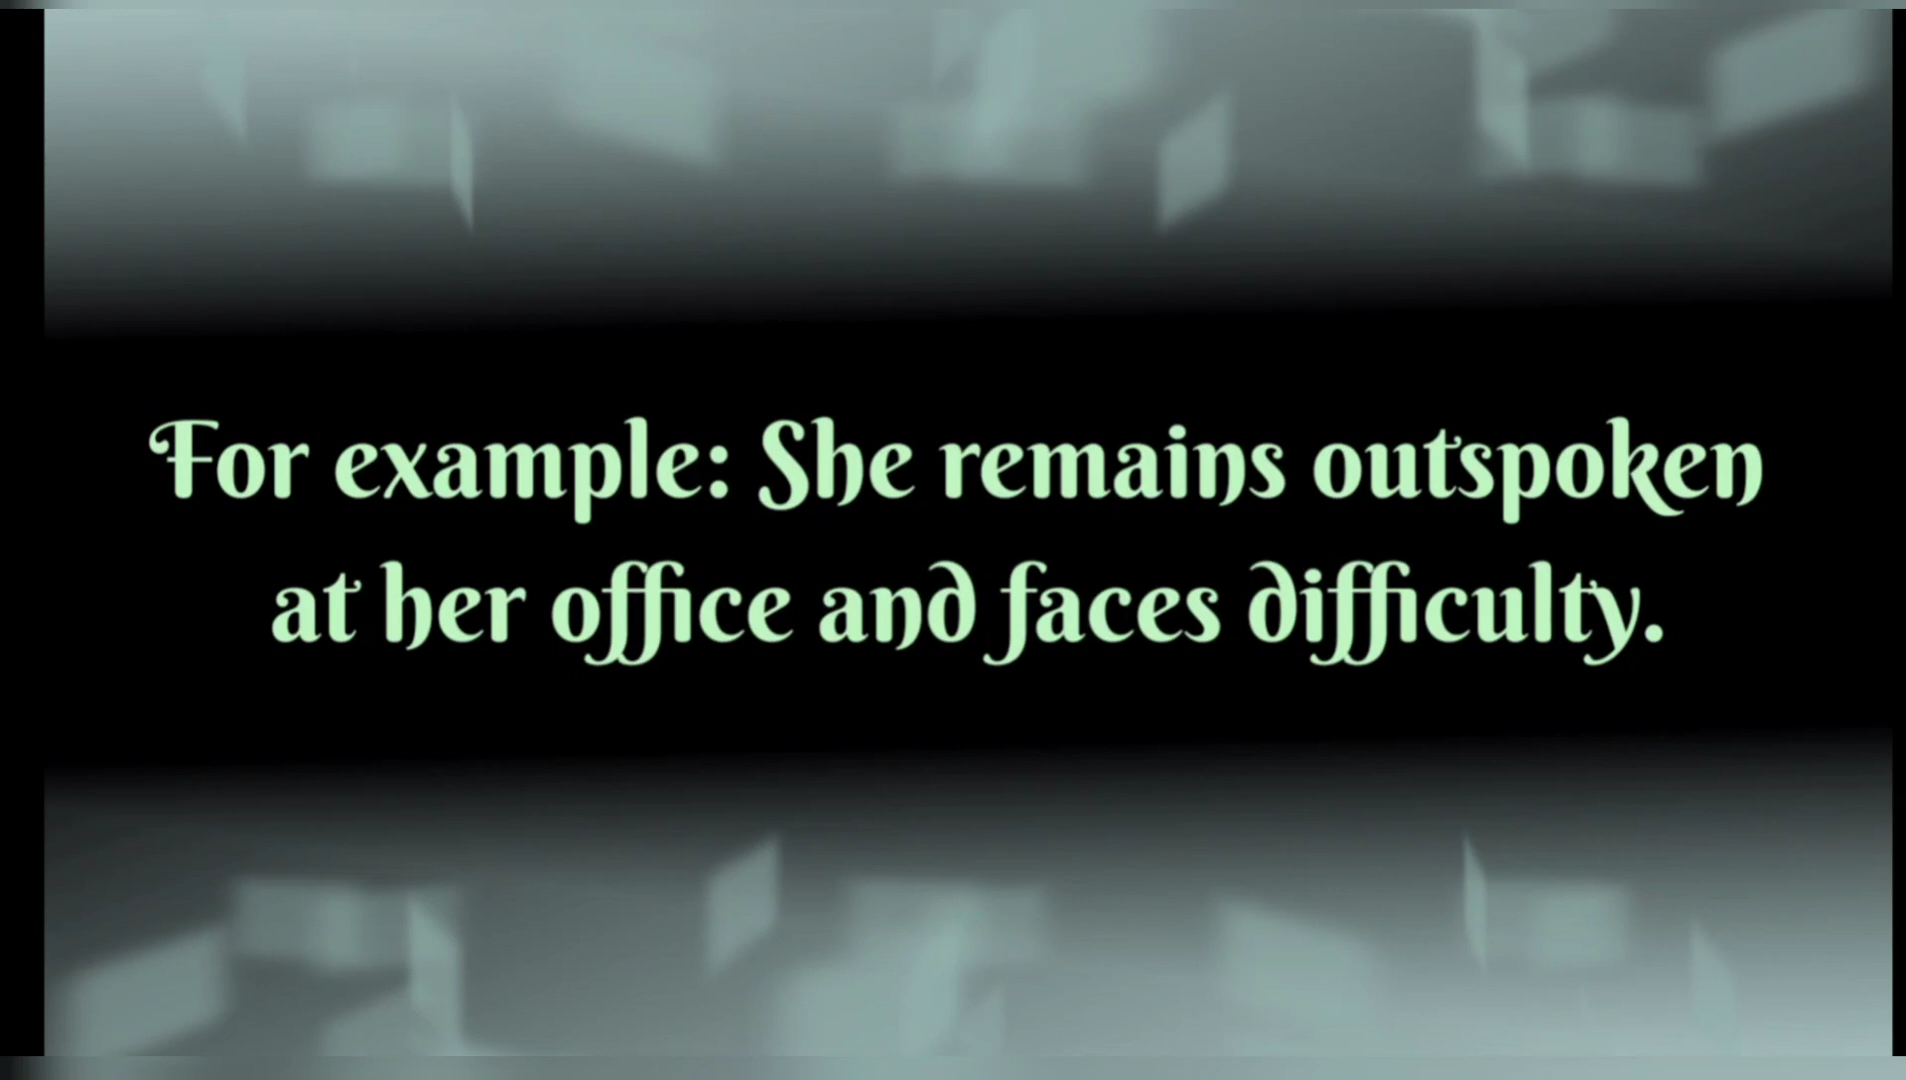 For example: She remains outspoken
at her office and faces difficulty.